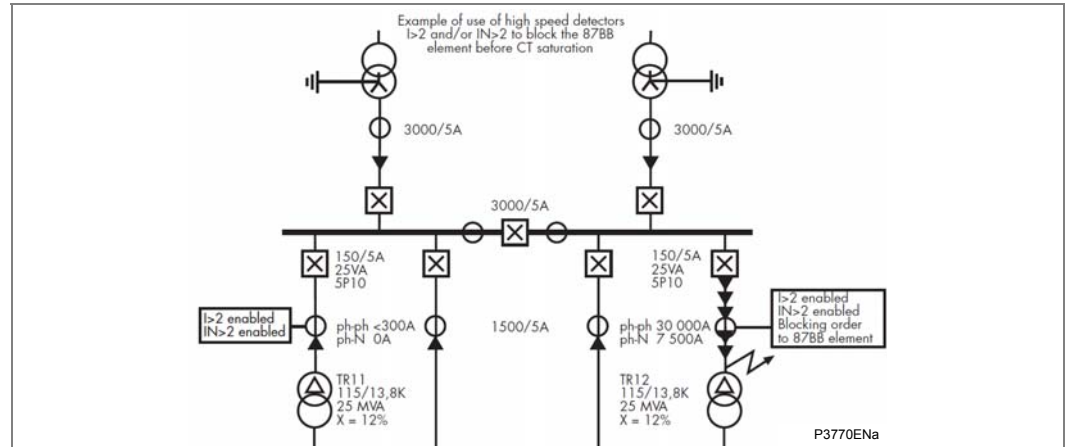 Example of use of high speed detectors
I>2 and/or IN>2 to block the 87BB
element before CT saturation
3000/5A
3000/5A
3000/5A
150/5A
25VA
5P10
150/5A
25VA
5P10
I>2 enabled
IN>2 enabled
ph-ph <300A
ph-N 0A
1500/5A
ph-ph 30 000A
ph-N 7 500A
I>2 enabled
IN>2 enabled
Blocking order
to 87BB element
TR11
115/13,8K
25 MVA
X = 12%
TR12
115/13,8K
25 MVA
X = 12%
P3770ENa